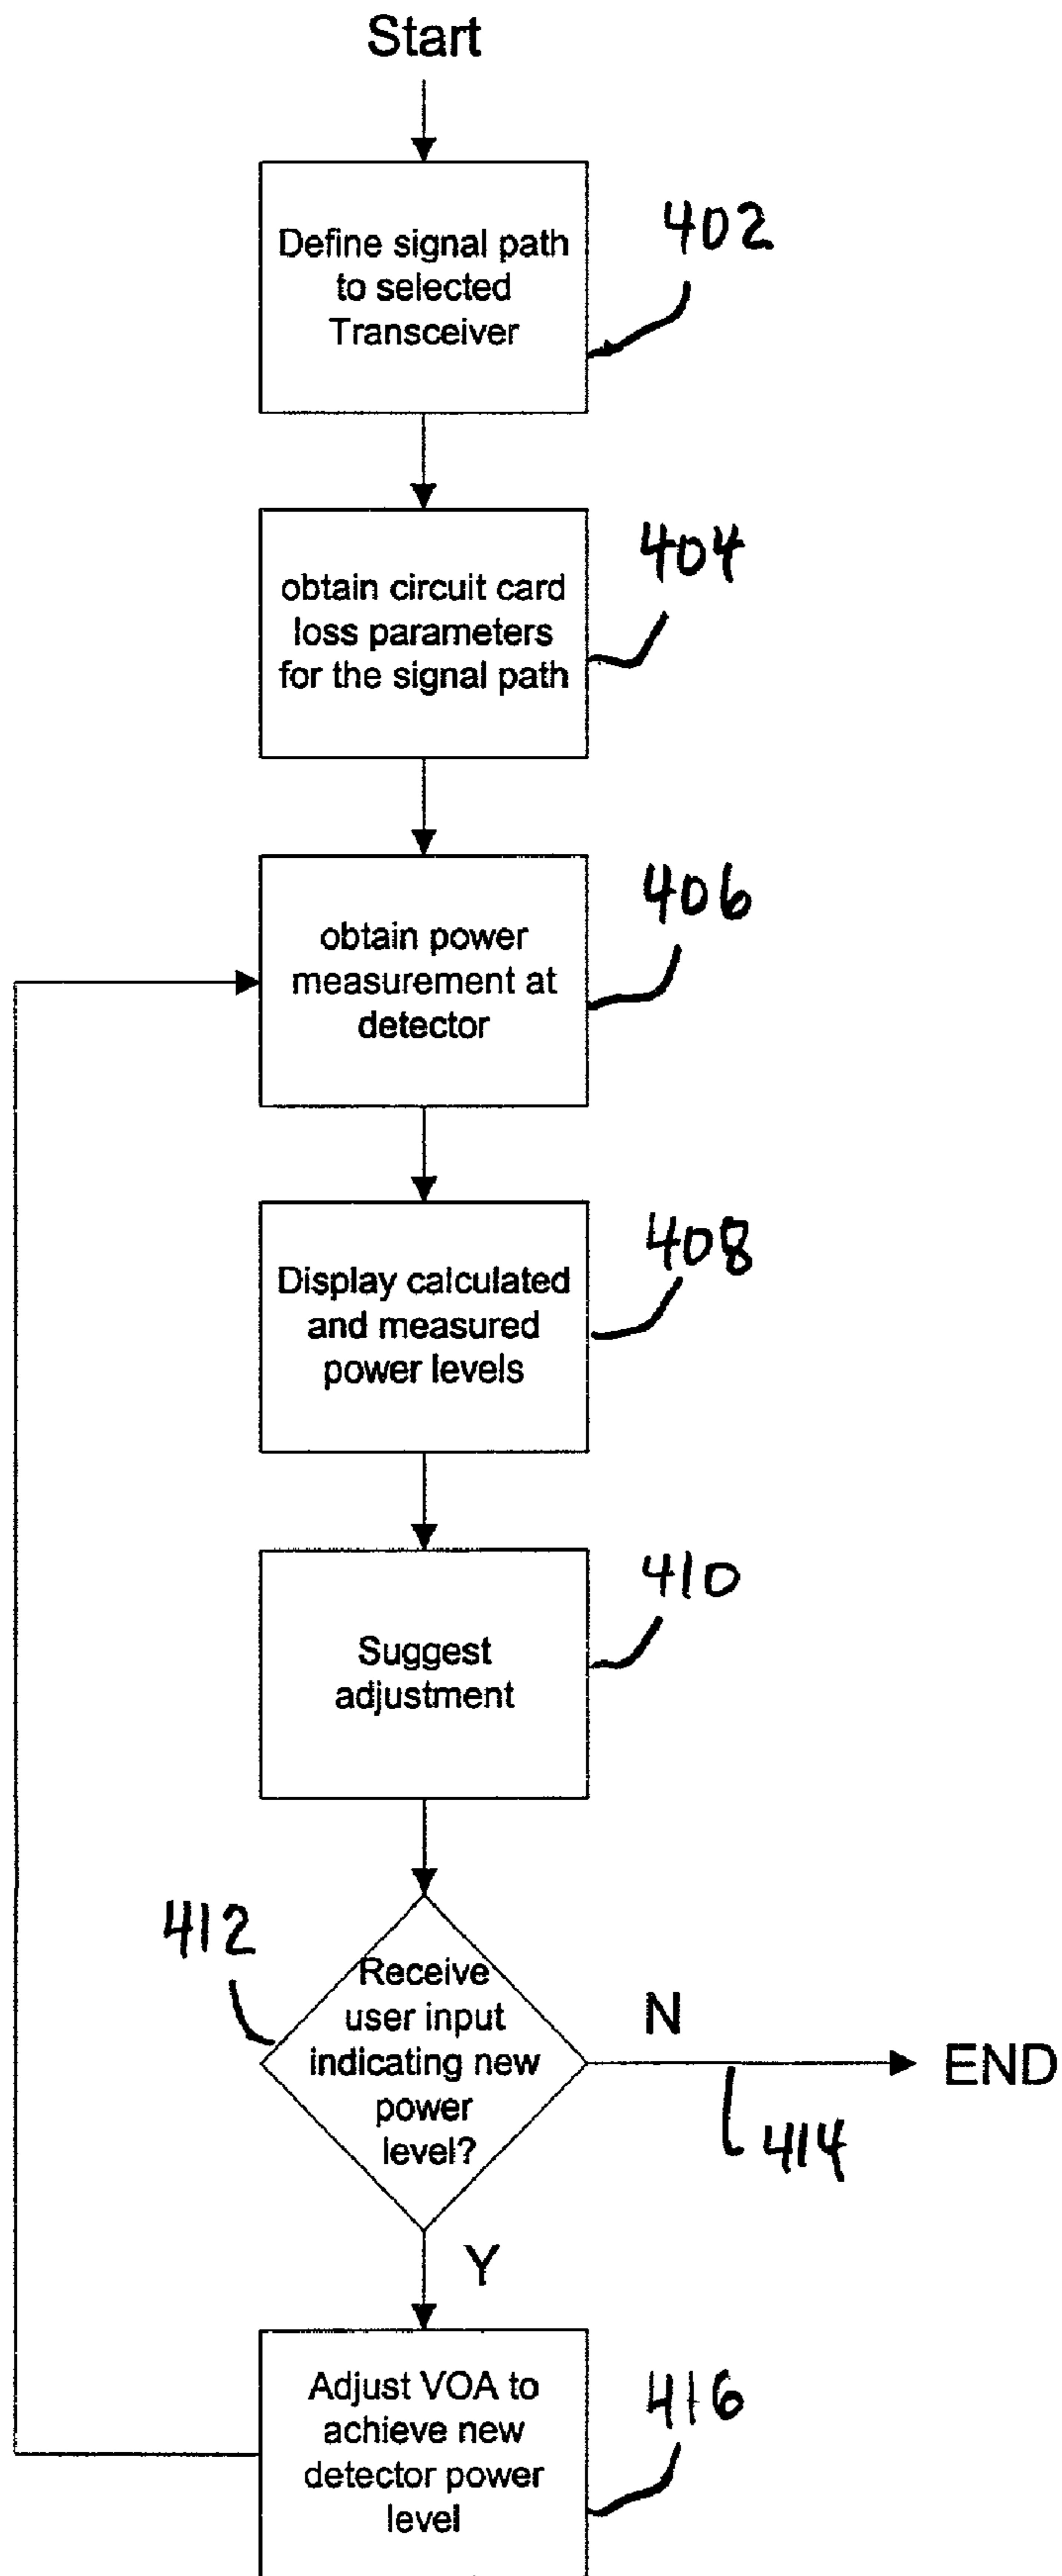 Start
Define signal path
to selected
Transceiver
402
obtain circuit card
loss parameters
for the signal path
404
obtain power
measurement at
detector
406
Display calculated
and measured
power levels
408
Suggest
adjustment
410
412
Receive
user input
indicating new
power
level?
N
END
414
Y
Adjust VOA to
achieve new
detector power
level
416